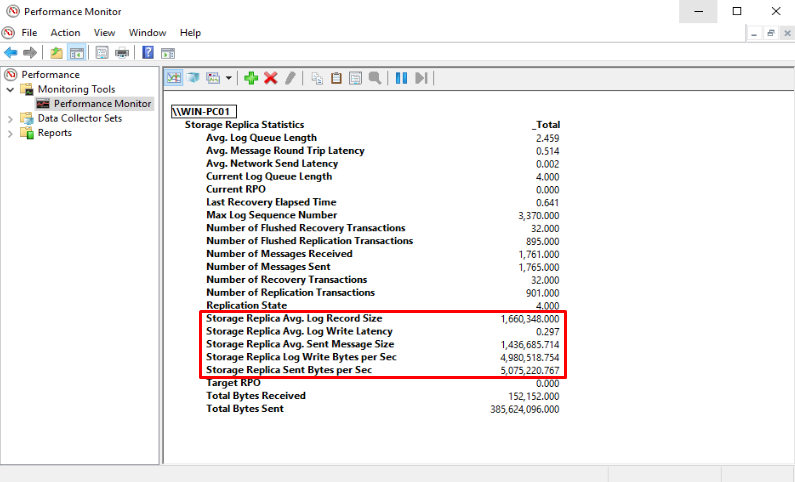 Performance Monitor
File Action View Window Help
Performance
Monitoring Tools
Performance Monitor
Data Collector Sets
Reports
\\WIN-PC01
Storage Replica Statistics _Total
Avg. Log Queue Length 2.459
Avg. Message Round Trip Latency 0.514
Avg. Network Send Latency 0.002
Current Log Queue Length 4.000
Current RPO 0.000
Last Recovery Elapsed Time 0.641
Max Log Sequence Number 3,370.000
Number of Flushed Recovery Transactions 32.000
Number of Flushed Replication Transactions 895.000
Number of Messages Received 1,761.000
Number of Messages Sent 1,765.000
Number of Recovery Transactions 32.000
Number of Replication Transactions 901.000
Replication State 4.000
Storage Replica Avg. Log Record Size 1,660,348.000
Storage Replica Avg. Log Write Latency 0.297
Storage Replica Avg. Sent Message Size 1,436,685.714
Storage Replica Log Write Bytes per Sec 4,980,518.754
Storage Replica Sent Bytes per Sec 5,075,220.767
Target RPO 0.000
Total Bytes Received 152,152.000
Total Bytes Sent 385,624,096.000